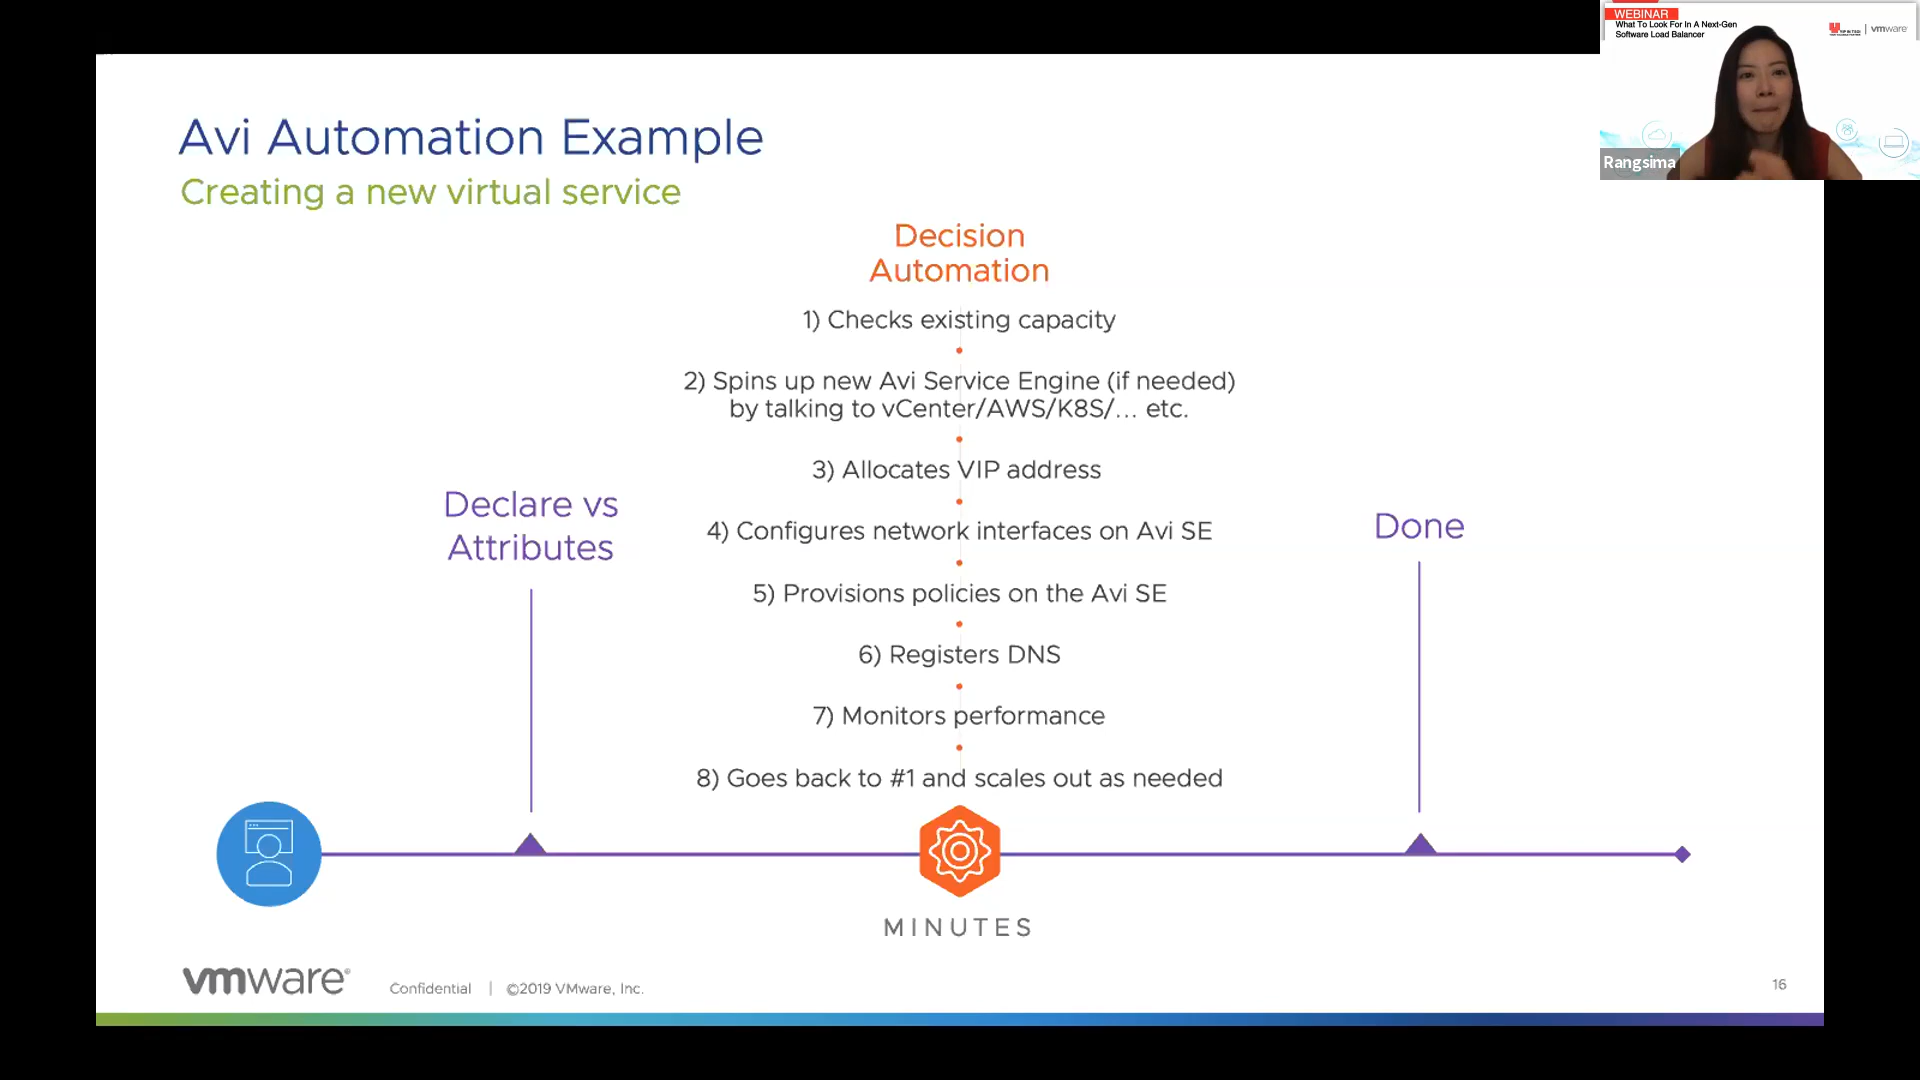 WEBINAR
What To Look For In A Next-Gen
Software Load Balancer
vmware
Rangsima
Avi Automation Example
Creating a new virtual service
Decision
Automation
1) Checks existing capacity
2) Spins up new Avi Service Engine (if needed)
by talking to vCenter/AWS/K8S/... etc.
3) Allocates VIP address
Declare vs
Attributes
4) Configures network interfaces on Avi SE
Done
5) Provisions policies on the Avi SE
6) Registers DNS
7) Monitors performance
8) Goes back to #1 and scales out as needed
MINUTES
vmware®
Confidential | ©2019 VMware, Inc.
16